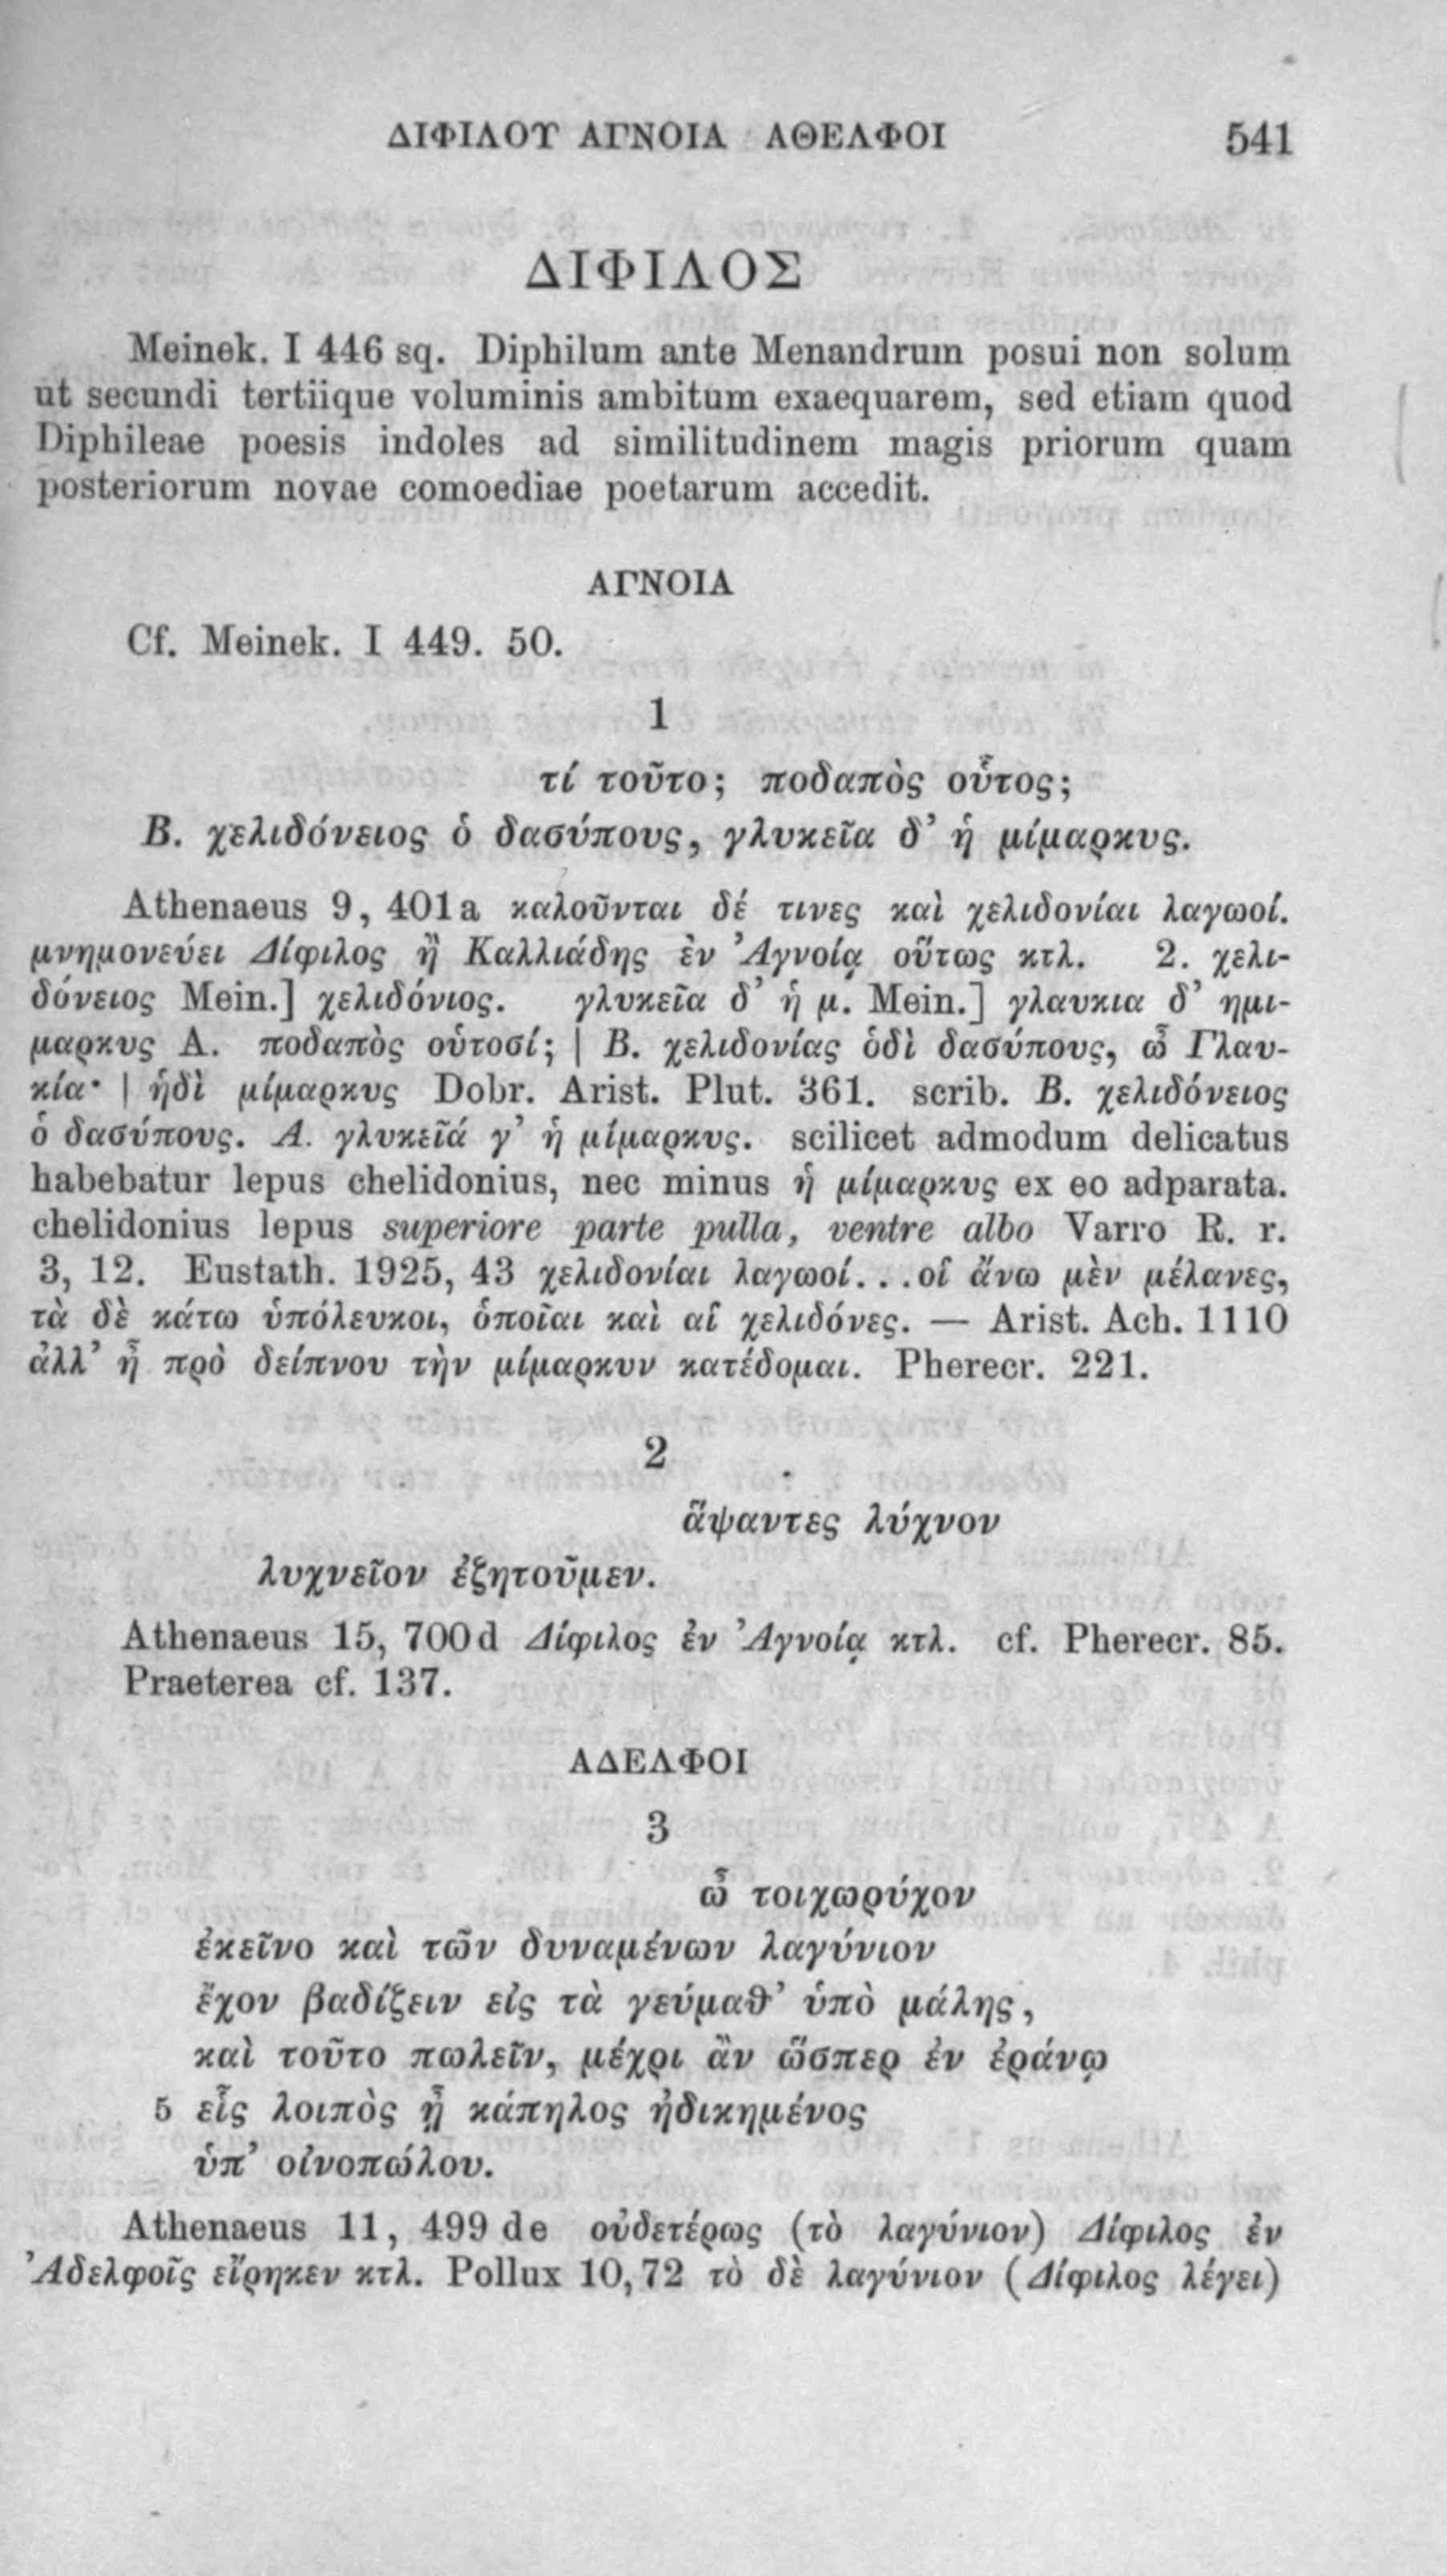 ΔΙΦΙΛΟΥ ΑΓΝΟΙΑ ΑΘΕΛΦΟΙ 541
ΔΙΦΙΛΟΣ
Meinek. I 446 sq. Diphilum ante Menandrum posui non solum
ut secundi tertiique voluminis ambitum exaequarem, sed etiam quod
Diphileae poesis indoles ad similitudinem magis priorum quam
posteriorum novae comoediae poetarum accedit.
ΑΓΝΟΙΑ
Cf. Meinek. I 449. 50.
1
τί τοῦτο; ποδαπὸς οὗτος;
Β. χελιδόνειος ὁ δασύπους, γλυκεῖα δ’ ἡ μίμαρκυς.
Athenaeus 9, 401a καλοῦνται δέ τινες καὶ χελιδονίαι λαγωοί.
μνημονεύει Δίφιλος ἢ Καλλιάδης ἐν Ἀγνοίᾳ οὕτως κτλ. 2. χελι-
δόνειος Mein.] χελιδόνιος. γλυκεῖα δ’ ἡ μ. Mein.] γλαυκια δ’ ημι-
μαρκυς A. ποδαπὸς οὑτοσί; | Β. χελιδονίας ὁδὶ δασύπους, ὦ Γλαυ-
κία· | ἡδὶ μίμαρκυς Dobr. Arist. Plut. 361. scrib. Β. χελιδόνειος
ὁ δασύπους. Α. γλυκεῖά γ’ ἡ μίμαρκυς. scilicet admodum delicatus
habebatur lepus chelidonius, nec minus ἡ μίμαρκυς ex eo adparata.
chelidonius lepus superiore parte pulla, ventre albo Varro R. r.
3, 12. Eustath. 1925, 43 χελιδονίαι λαγωοί...οἱ ἄνω μὲν μέλανες,
τὰ δὲ κάτω ὑπόλευκοι, ὁποῖαι καὶ αἱ χελιδόνες. — Arist. Ach. 1110
ἀλλ’ ἦ πρὸ δείπνου τὴν μίμαρκυν κατέδομαι. Pherecr. 221.
2
ἅψαντες λύχνον
λυχνεῖον ἐξητοῦμεν.
Athenaeus 15, 700d Δίφιλος ἐν Ἀγνοίᾳ κτλ. cf. Pherecr. 85.
Praeterea cf. 137.
ΑΔΕΛΦΟΙ
3
ὦ τοιχωρύχον
ἐκεῖνο καὶ τῶν δυναμένων λαγύνιον
ἔχον βαδίζειν εἰς τὰ γεύμαθ’ ὑπὸ μάλης,
καὶ τοῦτο πωλεῖν, μέχρι ἂν ὥσπερ ἐν ἐράνῳ
5 εἷς λοιπὸς ᾖ κάπηλος ἠδικημένος
ὑπ’ οἰνοπώλου.
Athenaeus 11, 499 de οὐδετέρως (τὸ λαγύνιον) Δίφιλος ἐν
Ἀδελφοῖς εἴρηκεν κτλ. Pollux 10,72 τὸ δὲ λαγύνιον (Δίφιλος λέγει)